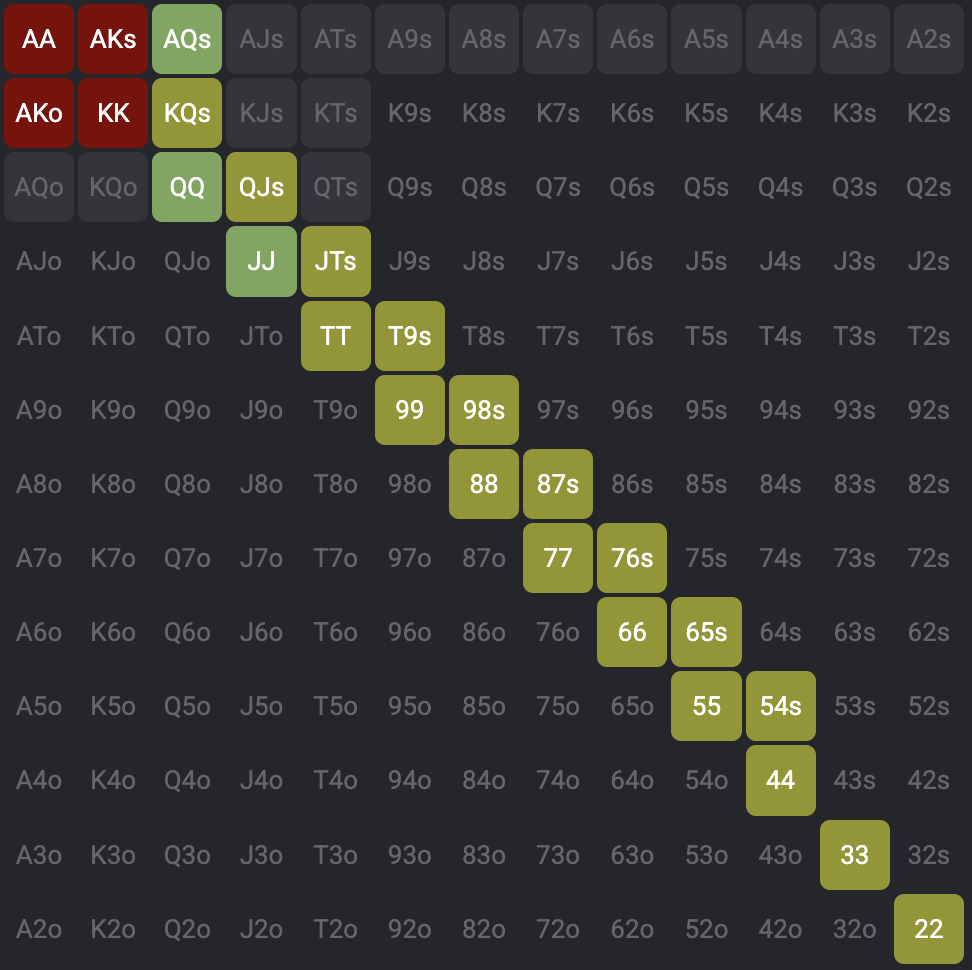 AA AKs AQs AJs ATs A9s A8s A7s A6s A5s A4s A3s A2s
AKo KK KQs KJs KTs K9s K8s K7s K6s K5s K4s K3s K2s
AQo KQo QQ QJs QTs Q9s Q8s Q7s Q6s Q5s Q4s Q3s Q2s
AJo KJo QJo JJ JTs J9s J8s J7s J6s J5s J4s J3s J2s
ATo KTo QTo JTo TT T9s T8s T7s T6s T5s T4s T3s T2s
A9o K9o Q9o J9o T9o 99 98s 97s 96s 95s 94s 93s 92s
A8o K8o Q8o J8o T8o 98o 88 87s 86s 85s 84s 83s 82s
A7o K7o Q7o J7o T7o 97o 87o 77 76s 75s 74s 73s 72s
A6o K6o Q6o J6o T6o 96o 86o 76o 66 65s 64s 63s 62s
A5o K5o Q5o J5o T5o 95o 85o 75o 65o 55 54s 53s 52s
A4o K4o Q4o J4o T4o 94o 84o 74o 64o 54o 44 43s 42s
A3o K3o Q3o J3o T3o 93o 83o 73o 63o 53o 43o 33 32s
A2o K2o Q2o J2o T2o 92o 82o 72o 62o 52o 42o 32o 22